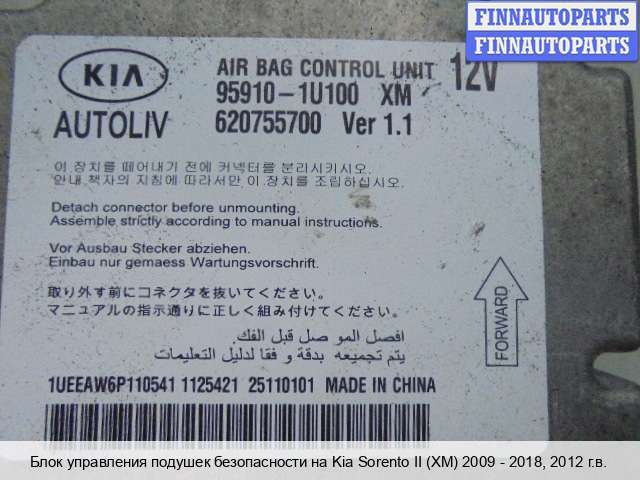 FINNAUTOPARTS
FINNAUTOPARTS
KIA
AUTOLIV
AIR BAG CONTROL UNIT 12V
95910-1U100 XM
620755700 Ver 1.1
이 장치를 떼어내기 전에 커넥터를 분리시키시오.
안내 책자의 지침에 따라서만 이 장치를 조립하십시오.
Detach connector before unmounting.
Assemble strictly according to manual instructions.
Vor Ausbau Stecker abziehen.
Einbau nur gemaess Wartungsvorschrift.
取り外す前にコネクタを抜いてください。
マニュアルの指示通りに正しく組み付けてください。
افصل الموصل قبل الفك.
يتم تجميعه بدقة و فقا لدليل التعليمات
FORWARD
1UEEAW6P110541 1125421 25110101 MADE IN CHINA
Блок управления подушек безопасности на Kia Sorento II (XM) 2009 - 2018, 2012 г.в.